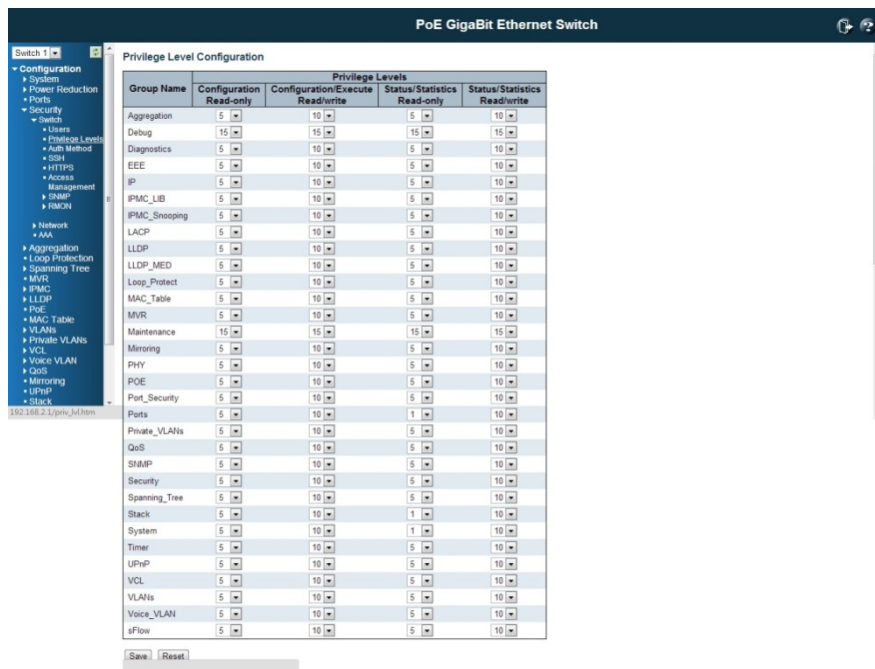 PoE GigaBit Ethernet Switch
Switch 1
Configuration
System
Power Reduction
Ports
Security
Switch
Users
Privilege Levels
Auth Method
SSH
HTTPS
Access
Management
SNMP
RMON
Network
AAA
Aggregation
Loop Protection
Spanning Tree
MVR
IPMC
LLDP
PoE
MAC Table
VLANs
Private VLANs
VCL
Voice VLAN
QoS
Mirroring
UPnP
Stack
192.168.2.1/priv_lvl.htm
Privilege Level Configuration
Privilege Levels
Group Name Configuration Read-only Configuration/Execute Read/write Status/Statistics Read-only Status/Statistics Read/write
Aggregation 5 10 5 10
Debug 15 15 15 15
Diagnostics 5 10 5 10
EEE 5 10 5 10
IP 5 10 5 10
IPMC_LIB 5 10 5 10
IPMC_Snooping 5 10 5 10
LACP 5 10 5 10
LLDP 5 10 5 10
LLDP_MED 5 10 5 10
Loop_Protect 5 10 5 10
MAC_Table 5 10 5 10
MVR 5 10 5 10
Maintenance 15 15 15 15
Mirroring 5 10 5 10
PHY 5 10 5 10
POE 5 10 5 10
Port_Security 5 10 5 10
Ports 5 10 1 10
Private_VLANs 5 10 5 10
QoS 5 10 5 10
SNMP 5 10 5 10
Security 5 10 5 10
Spanning_Tree 5 10 5 10
Stack 5 10 1 10
System 5 10 1 10
Timer 5 10 5 10
UPnP 5 10 5 10
VCL 5 10 5 10
VLANs 5 10 5 10
Voice_VLAN 5 10 5 10
sFlow 5 10 5 10
Save Reset